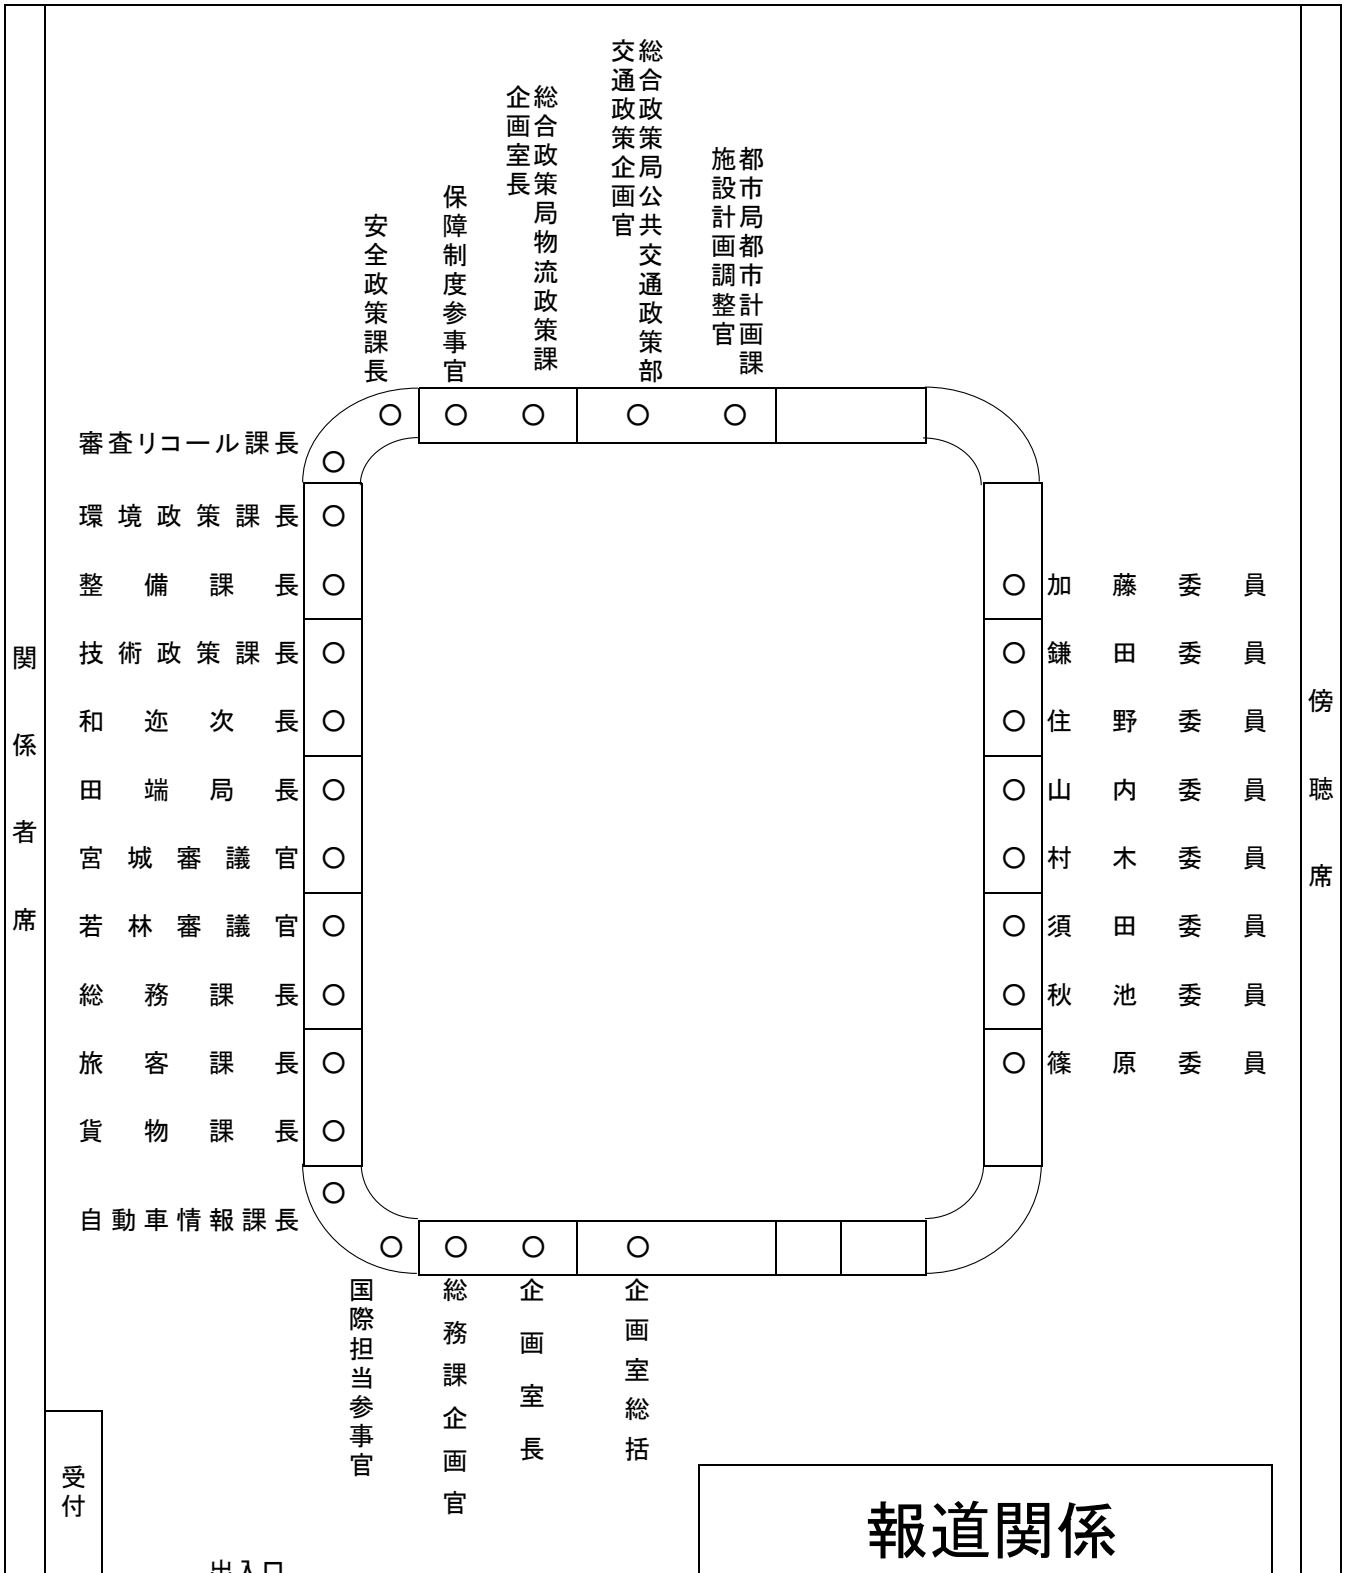 都市局都市計画課
施設計画調整官
総合政策局公共交通政策部
交通政策企画官
総合政策局物流政策課
企画室長
保障制度参事官
安全政策課長
審査リコール課長
環境政策課長
整備課長
技術政策課長
和迩次長
田端局長
宮城審議官
若林審議官
総務課長
旅客課長
貨物課長
自動車情報課長
加藤委員
鎌田委員
住野委員
山内委員
村木委員
須田委員
秋池委員
篠原委員
関係者席
傍聴席
国際担当参事官
総務課企画官
企画室長
企画室総括
受付
報道関係
出入口